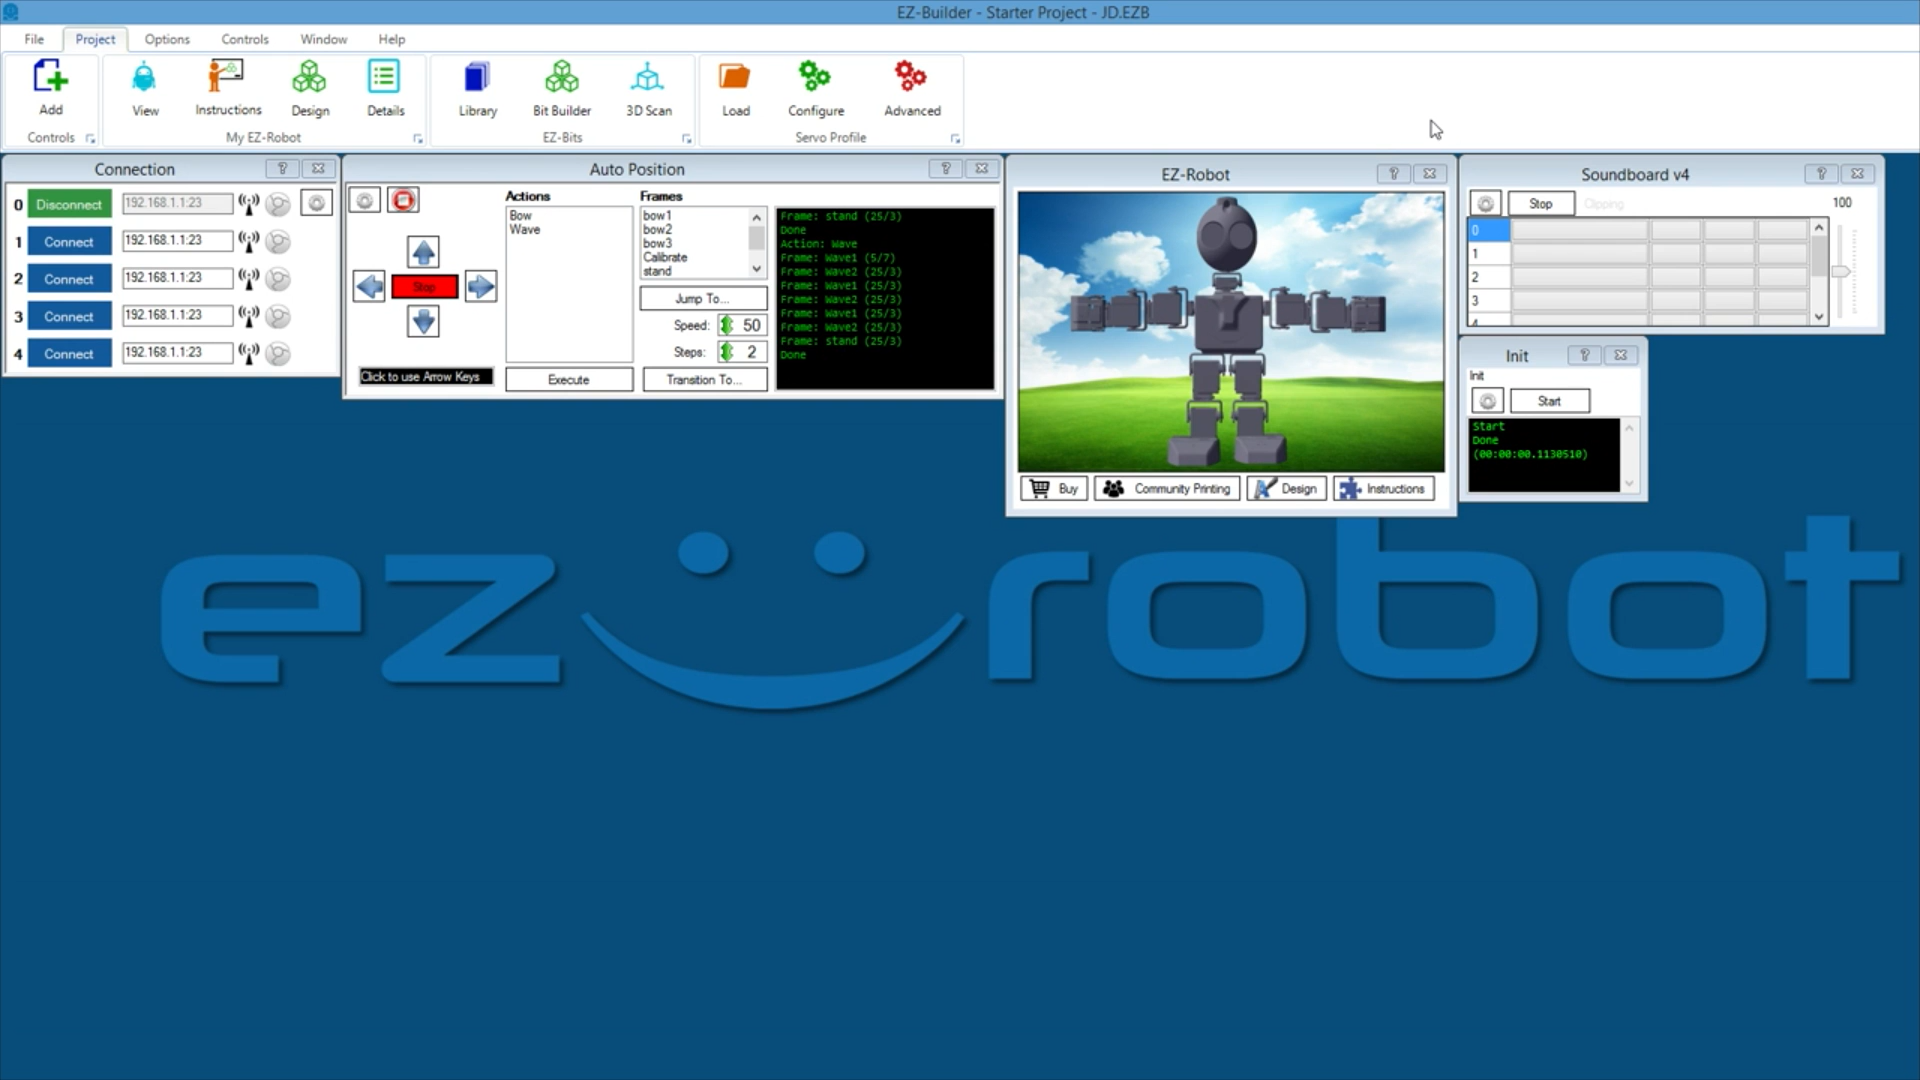 EZ-Builder - Starter Project - JD.EZB
File Project Options Controls Window Help
Add View Instructions Design Details Library Bit Builder 3D Scan Load Configure Advanced
Controls My EZ-Robot EZ-Bits Servo Profile
Connection ?
0 Disconnect 192.168.1.1:23
1 Connect 192.168.1.1:23
2 Connect 192.168.1.1:23
3 Connect 192.168.1.1:23
4 Connect 192.168.1.1:23
Auto Position ?
Stop
Click to use Arrow Keys
Actions
Bow
Wave
Execute
Frames
bow1
bow2
bow3
Calibrate
stand
Jump To...
Speed: 50
Steps: 2
Transition To...
Frame: stand (25/3)
Done
Action: Wave
Frame: Wave1 (5/7)
Frame: Wave2 (25/3)
Frame: Wave1 (25/3)
Frame: Wave2 (25/3)
Frame: Wave1 (25/3)
Frame: Wave2 (25/3)
Frame: stand (25/3)
Done
EZ-Robot ?
Buy Community Printing Design Instructions
Soundboard v4 ?
Stop Clipping 100
0
1
2
3
4
Init ?
Init
Start
Start
Done
(00:00:00.1130510)
ez robot